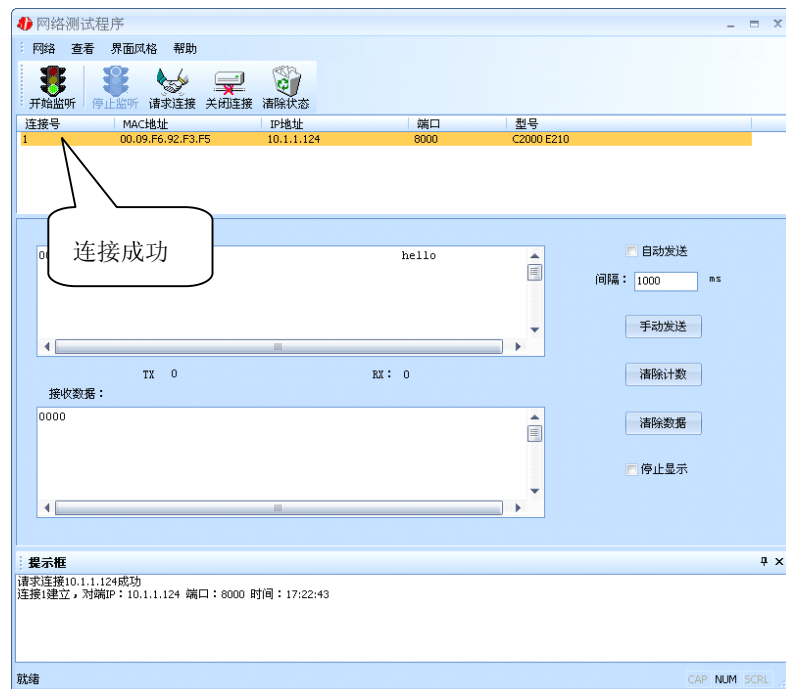 网络测试程序
网络 查看 界面风格 帮助
开始监听 停止监听 请求连接 关闭连接 清除状态
连接号 MAC地址 IP地址 端口 型号
1 00.09.F6.92.F3.F5 10.1.1.124 8000 C2000 E210
连接成功
hello
自动发送
间隔： 1000 ms
手动发送
TX 0 RX： 0
清除计数
接收数据：
0000
清除数据
停止显示
提示框
请求连接10.1.1.124成功
连接1建立，对端IP：10.1.1.124 端口：8000 时间：17:22:43
就绪
CAP NUM SCRL